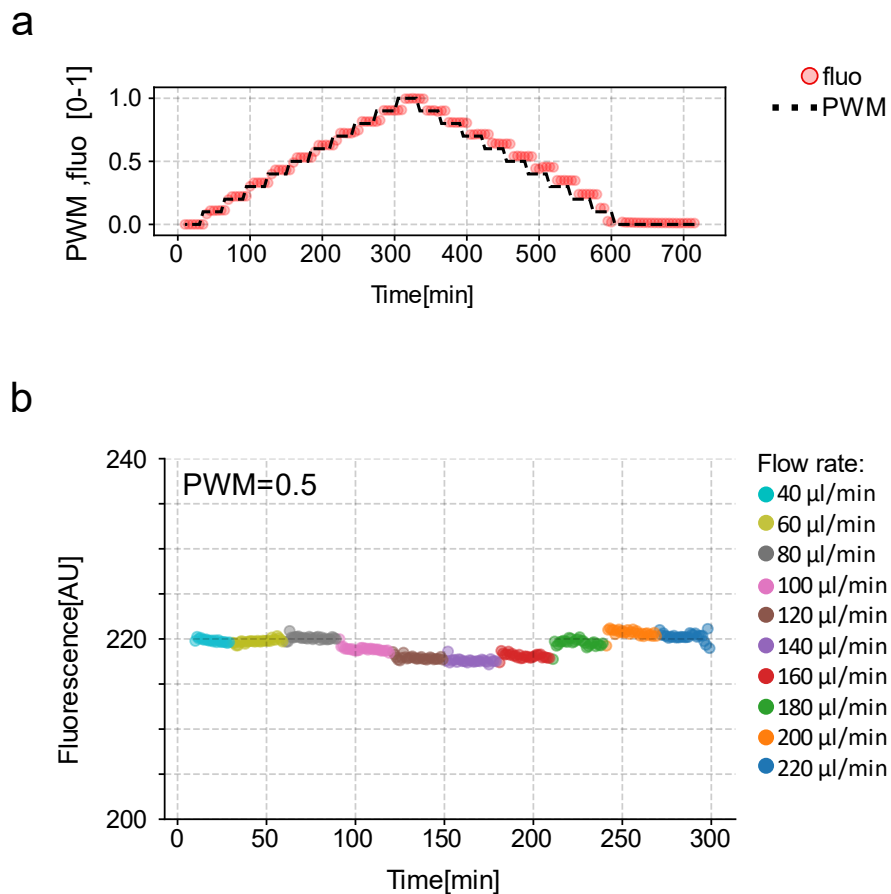 a
PWM ,fluo [0-1]
1.0
0.5
0.0
0 100 200 300 400 500 600 700
Time[min]
fluo
PWM
b
Fluorescence[AU]
240
220
200
PWM=0.5
0 50 100 150 200 250 300
Time[min]
Flow rate:
40 µl/min
60 µl/min
80 µl/min
100 µl/min
120 µl/min
140 µl/min
160 µl/min
180 µl/min
200 µl/min
220 µl/min